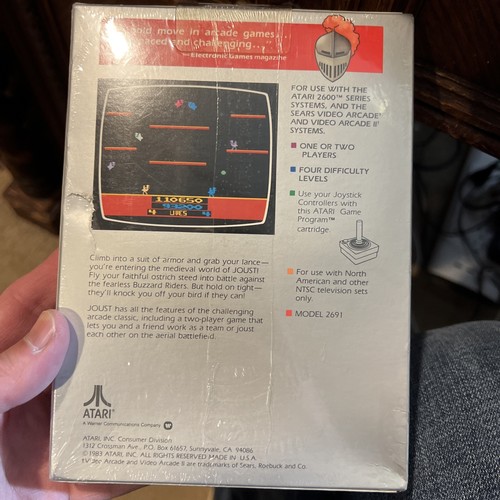 old move in arcade games...
paced and challenging..."
Electronic Games magazine
FOR USE WITH THE
ATARI 2600™ SERIES
SYSTEMS, AND THE
SEARS VIDEO ARCADE®
AND VIDEO ARCADE II®
SYSTEMS.
ONE OR TWO
PLAYERS
FOUR DIFFICULTY
LEVELS
Use your Joystick
Controllers with
this ATARI Game
Program™
cartridge.
For use with North
American and other
NTSC television sets
only.
MODEL 2691
110650
93200
4 LIVES 4
Climb into a suit of armor and grab your lance—
you're entering the medieval world of JOUST!
Fly your faithful ostrich steed into battle against
the fearless Buzzard Riders. But hold on tight—
they'll knock you off your bird if they can!
JOUST has all the features of the challenging
arcade classic, including a two-player game that
lets you and a friend work as a team or joust
each other on the aerial battlefield.
ATARI®
A Warner Communications Company
ATARI, INC. Consumer Division
1312 Crossman Ave., P.O. Box 61657, Sunnyvale, CA 94086
©1983 ATARI, INC. ALL RIGHTS RESERVED MADE IN U.S.A.
Video Arcade and Video Arcade II are trademarks of Sears, Roebuck and Co